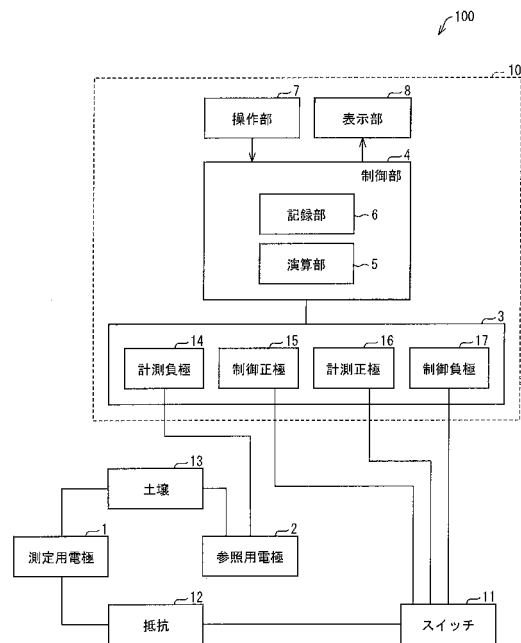 100
10
7
8
操作部
表示部
4
制御部
記録部
6
演算部
5
3
14
15
16
17
計測負極
制御正極
計測正極
制御負極
13
土壌
1
2
測定用電極
参照用電極
12
11
抵抗
スイッチ